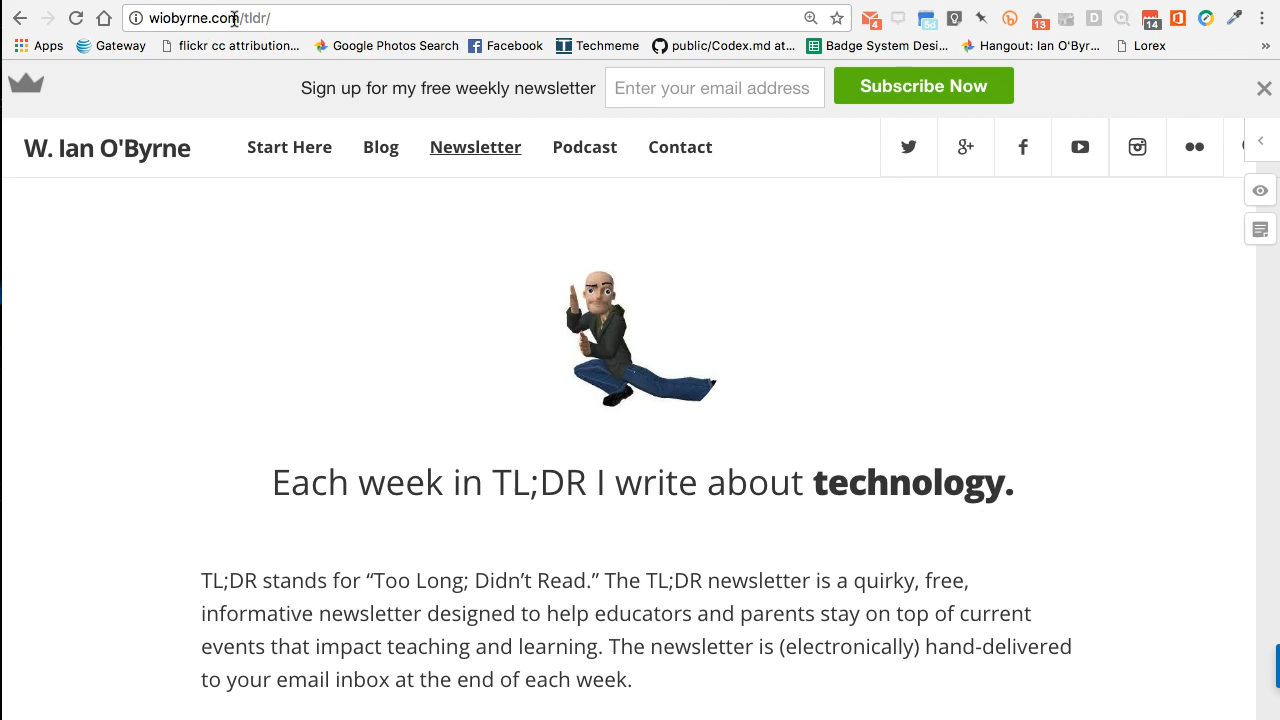 wiobyrne.com/tldr/
4
5d
13
14
Apps Gateway flickr cc attribution... Google Photos Search Facebook Techmeme public/Codex.md at... Badge System Desi... Hangout: Ian O'Byr... Lorex »
Sign up for my free weekly newsletter Enter your email address Subscribe Now
W. Ian O'Byrne Start Here Blog Newsletter Podcast Contact
Each week in TL;DR I write about technology.
TL;DR stands for “Too Long; Didn’t Read.” The TL;DR newsletter is a quirky, free,
informative newsletter designed to help educators and parents stay on top of current
events that impact teaching and learning. The newsletter is (electronically) hand-delivered
to your email inbox at the end of each week.